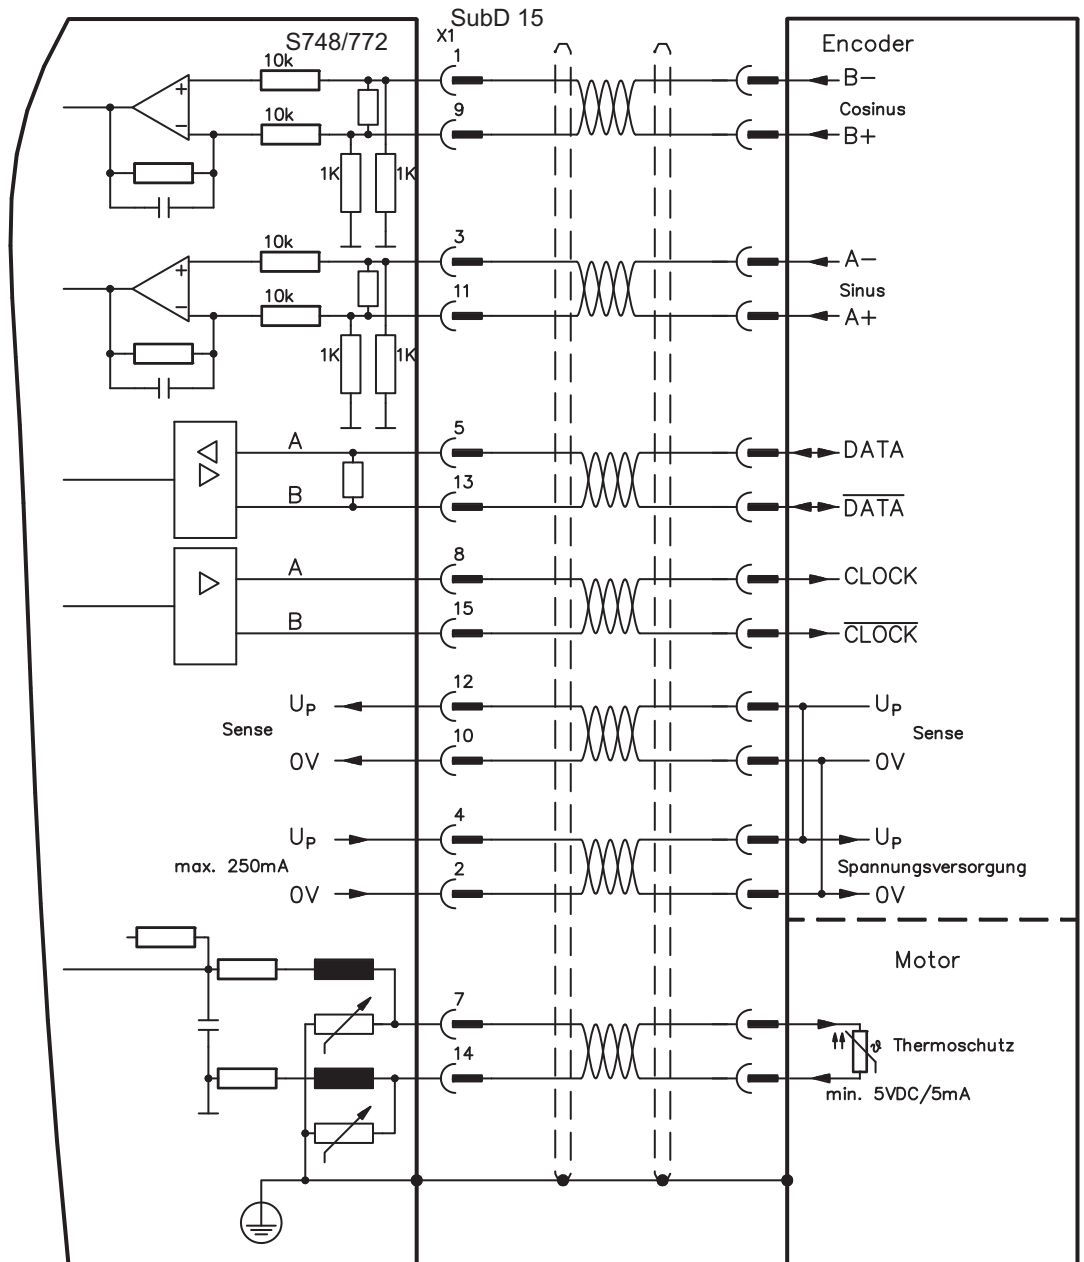 SubD 15
S748/772
X1
Encoder
10k
1
B−
+
Cosinus
10k
9
B+
−
1K
1K
10k
3
A−
+
Sinus
10k
11
A+
−
1K
1K
A
5
DATA
B
13
D̅A̅T̅A̅
A
8
CLOCK
B
15
C̅L̅O̅C̅K̅
UP
12
UP
Sense
Sense
0V
10
0V
UP
4
UP
max. 250mA
Spannungsversorgung
0V
2
0V
Motor
7
ϑ
Thermoschutz
14
min. 5VDC/5mA